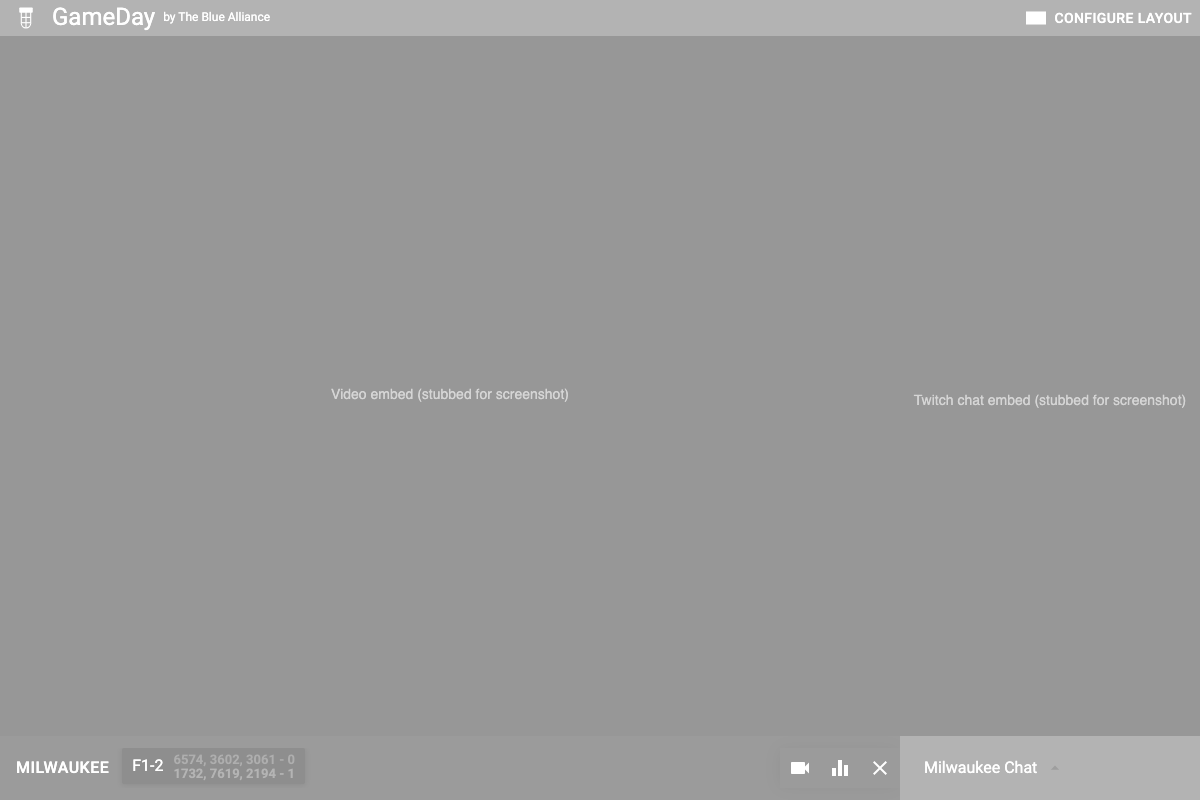 GameDay by The Blue Alliance
CONFIGURE LAYOUT
Video embed (stubbed for screenshot)
Twitch chat embed (stubbed for screenshot)
MILWAUKEE
F1-2
6574, 3602, 3061 - 0
1732, 7619, 2194 - 1
Milwaukee Chat